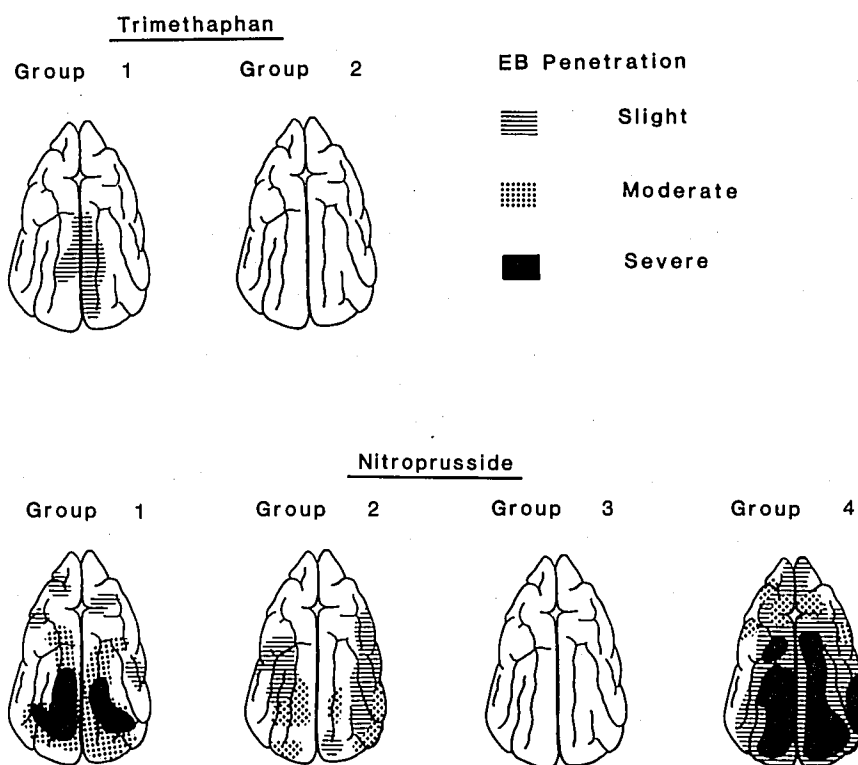 Trimethaphan
Group 1 Group 2
EB Penetration
Slight
Moderate
Severe
Nitroprusside
Group 1 Group 2 Group 3 Group 4